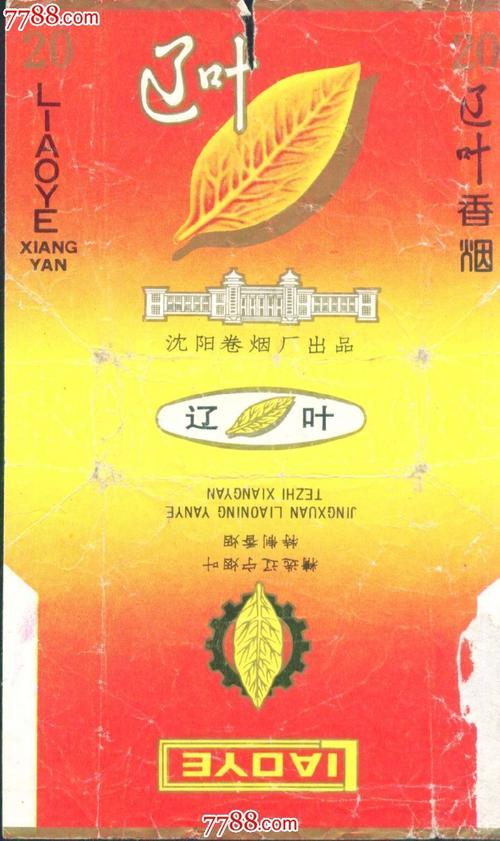 7788.com
20
LIAOYE
XIANG
YAN
辽叶
20
辽叶香烟
沈阳卷烟厂出品
辽 叶
精选辽宁烟叶
特制香烟
JINGXUAN LIAONING YANYE
TEZHI XIANGYAN
LIAOYE
7788.com